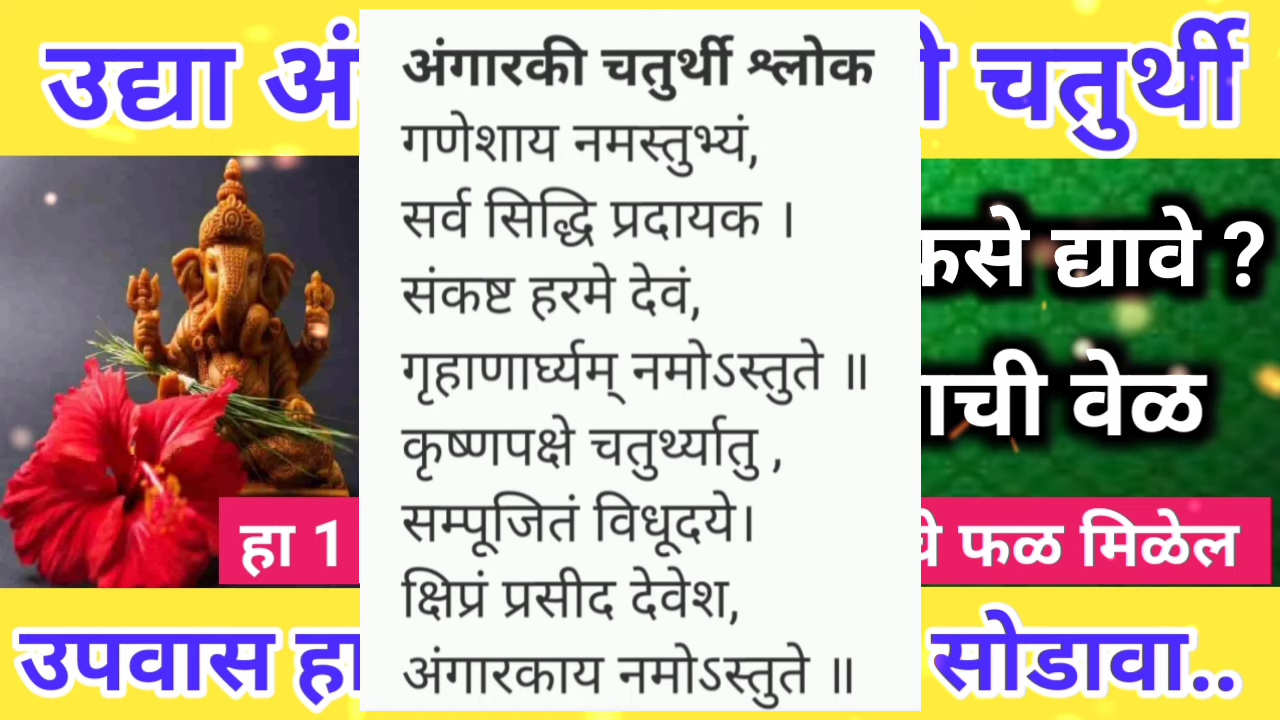 उद्या
चतुर्थी
अंगारकी चतुर्थी श्लोक
गणेशाय नमस्तुभ्यं,
सर्व सिद्धि प्रदायक ।
संकष्ट हरमे देवं,
गृहाणार्घ्यम् नमोऽस्तुते ॥
कृष्णपक्षे चतुर्थ्यातु ,
सम्पूजितं विधूदये।
क्षिप्रं प्रसीद देवेश,
अंगारकाय नमोऽस्तुते ॥
कसे द्यावे ?
वेळ
हा 1
फळ मिळेल
उपवास
सोडावा..